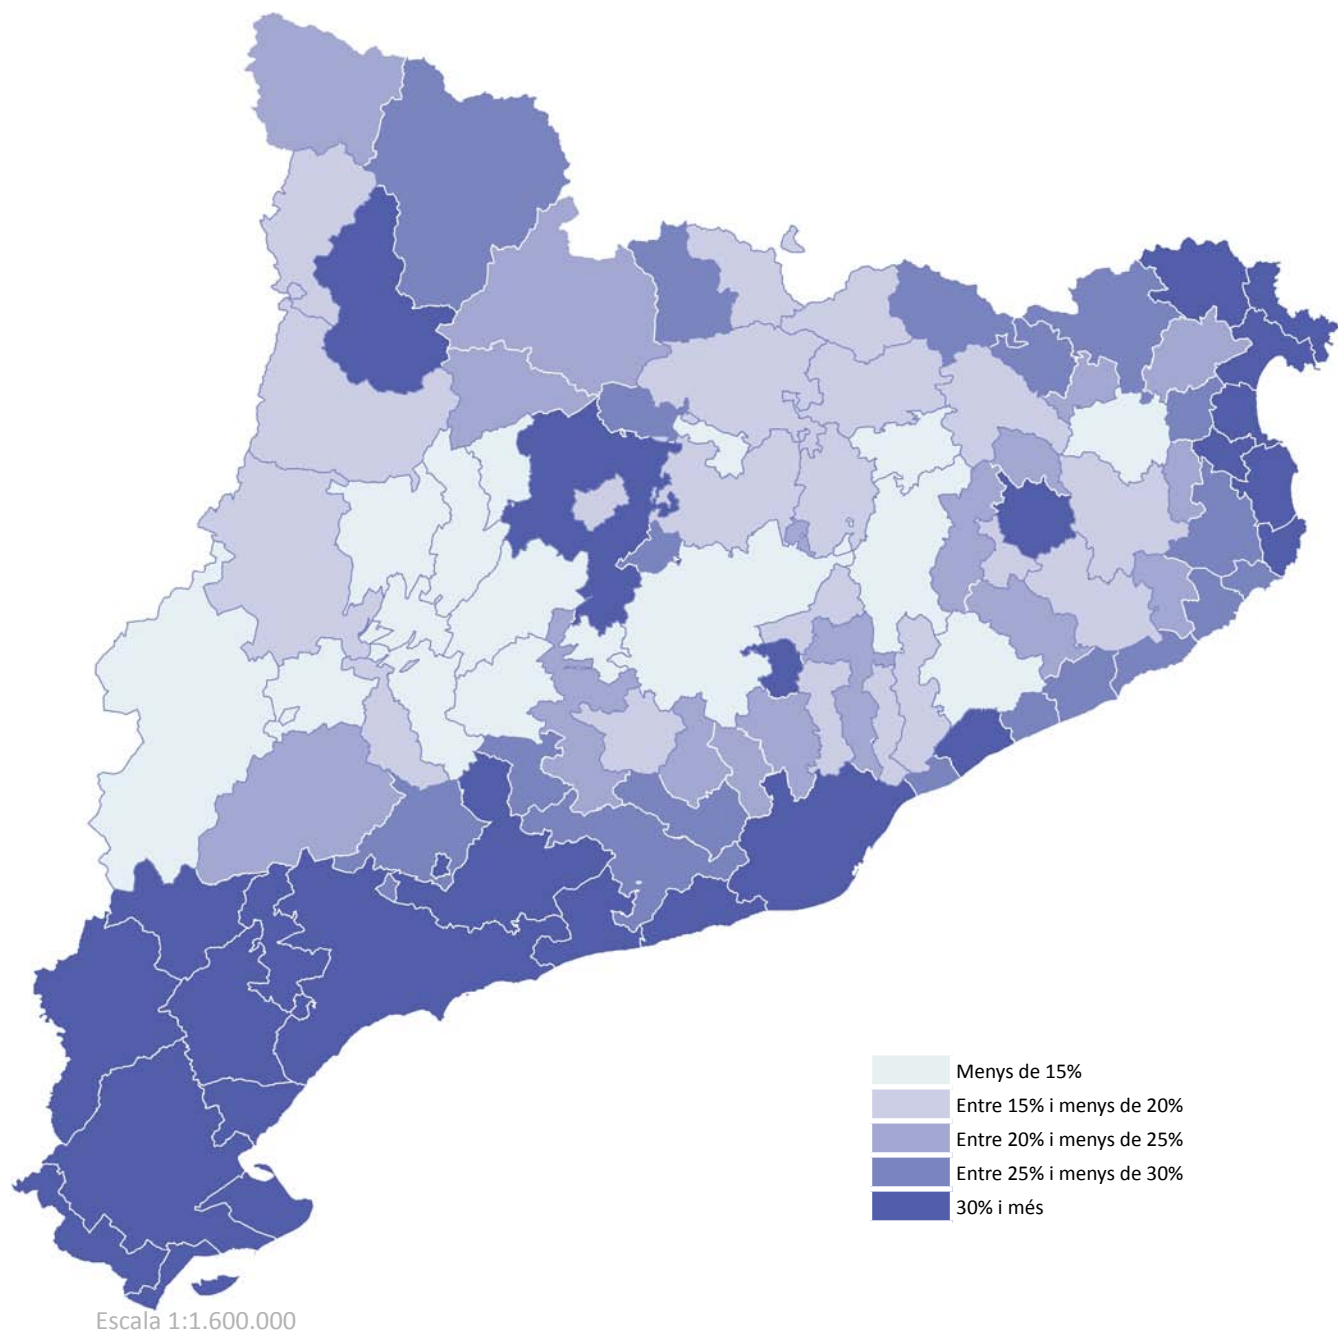 Menys de 15%
Entre 15% i menys de 20%
Entre 20% i menys de 25%
Entre 25% i menys de 30%
30% i més
Escala 1:1.600.000